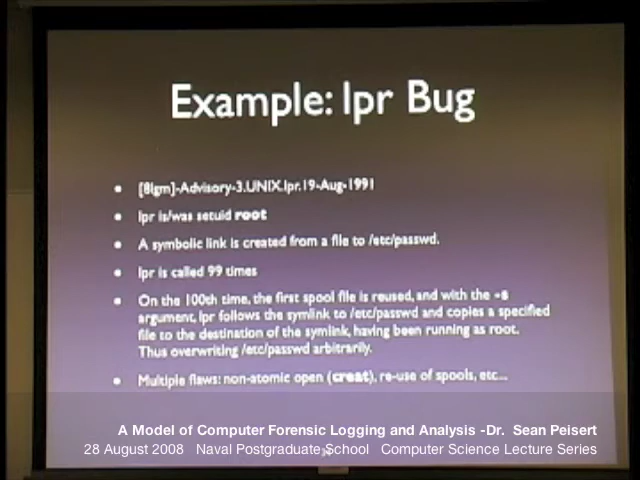 Example: lpr Bug
[8lgm]-Advisory-3.UNIX.lpr.19-Aug-1991
lpr is/was setuid root
A symbolic link is created from a file to /etc/passwd.
lpr is called 99 times
On the 100th time, the first spool file is reused, and with the -s
argument, lpr follows the symlink to /etc/passwd and copies a specified
file to the destination of the symlink, having been running as root.
Thus overwriting /etc/passwd arbitrarily.
Multiple flaws: non-atomic open (creat), re-use of spools, etc...
A Model of Computer Forensic Logging and Analysis -Dr. Sean Peisert
28 August 2008 Naval Postgraduate School Computer Science Lecture Series